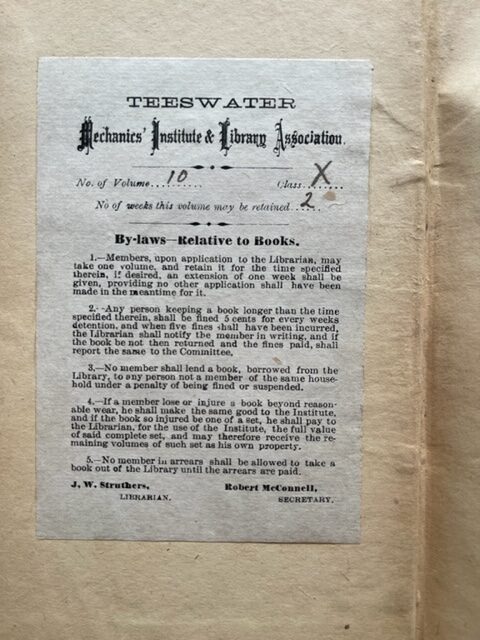 TEESWATER
Mechanics' Institute & Library Association.
No. of Volume....10........ Class...X....
No of weeks this volume may be retained...2...
By-laws—Relative to Books.
1.—Members, upon application to the Librarian, may
take one volume, and retain it for the time specified
therein, if desired, an extension of one week shall be
given, providing no other application shall have been
made in the meantime for it.
2.-Any person keeping a book longer than the time
specified therein, shall be fined 5 cents for every weeks
detention, and when five fines shall have been incurred,
the Librarian shall notify the member in writing, and if
the book be not then returned and the fines paid, shall
report the same to the Committee.
3.—No member shall lend a book, borrowed from the
Library, to any person not a member of the same house-
hold under a penalty of being fined or suspended.
4.—If a member lose or injure a book beyond reason-
able wear, he shall make the same good to the Institute,
and if the book so injured be one of a set, he shall pay to
the Librarian, for the use of the Institute, the full value
of said complete set, and may therefore receive the re-
maining volumes of such set as his own property.
5.—No member in arrears shall be allowed to take a
book out of the Library until the arrears are paid.
J. W. Struthers, Robert McConnell,
LIBRARIAN. SECRETARY.